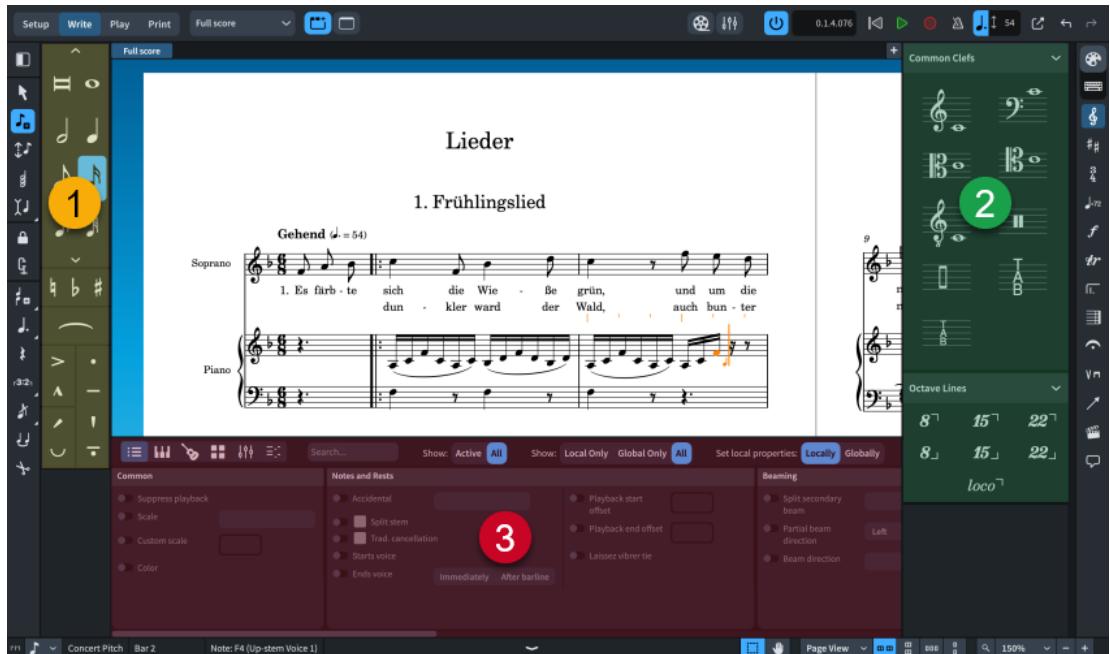 Setup Write Play Print Full score 0.1.4.076 54
Full score
Common Clefs
Lieder
1. Frühlingslied
Gehend (♩. = 54)
Soprano
1. Es färb - te sich die Wie - ße grün, und um die
dun - kler ward der Wald, auch bun - ter
9
Piano
1
2
Octave Lines
8 15 22
8 15 22
loco
Search... Show: Active All Show: Local Only Global Only All Set local properties: Locally Globally
Common Notes and Rests Beaming
Suppress playback
Scale
Custom scale
Color
Accidental
Split stem
Trad. cancellation
Starts voice
Ends voice Immediately After barline
3
Playback start offset
Playback end offset
Laissez vibrer tie
Split secondary beam
Partial beam direction Left
Beam direction
Concert Pitch Bar 2 Note: F4 (Up-stem Voice 1) Page View 150%